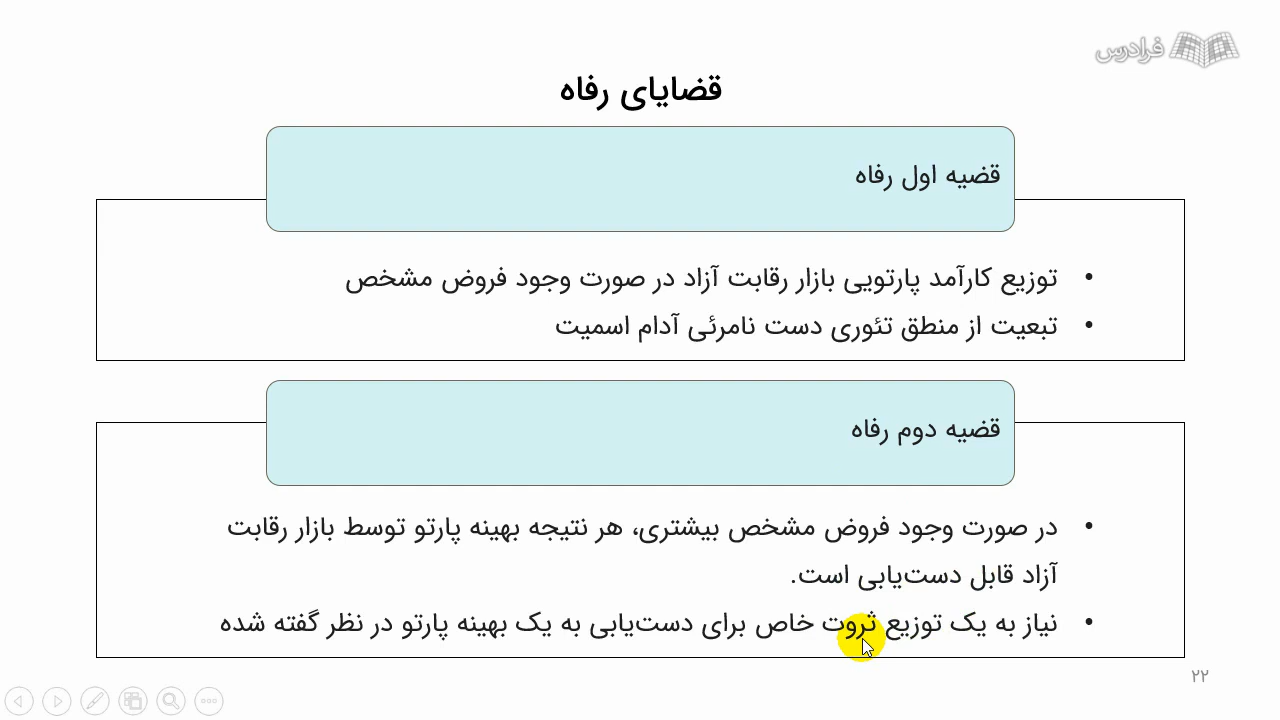 فرادرس
قضایای رفاه
قضیه اول رفاه
• توزیع کارآمد پارتویی بازار رقابت آزاد در صورت وجود فروض مشخص
• تبعیت از منطق تئوری دست نامرئی آدام اسمیت
قضیه دوم رفاه
• در صورت وجود فروض مشخص بیشتری، هر نتیجه بهینه پارتو توسط بازار رقابت
آزاد قابل دست‌یابی است.
• نیاز به یک توزیع ثروت خاص برای دست‌یابی به یک بهینه پارتو در نظر گفته شده
۲۲